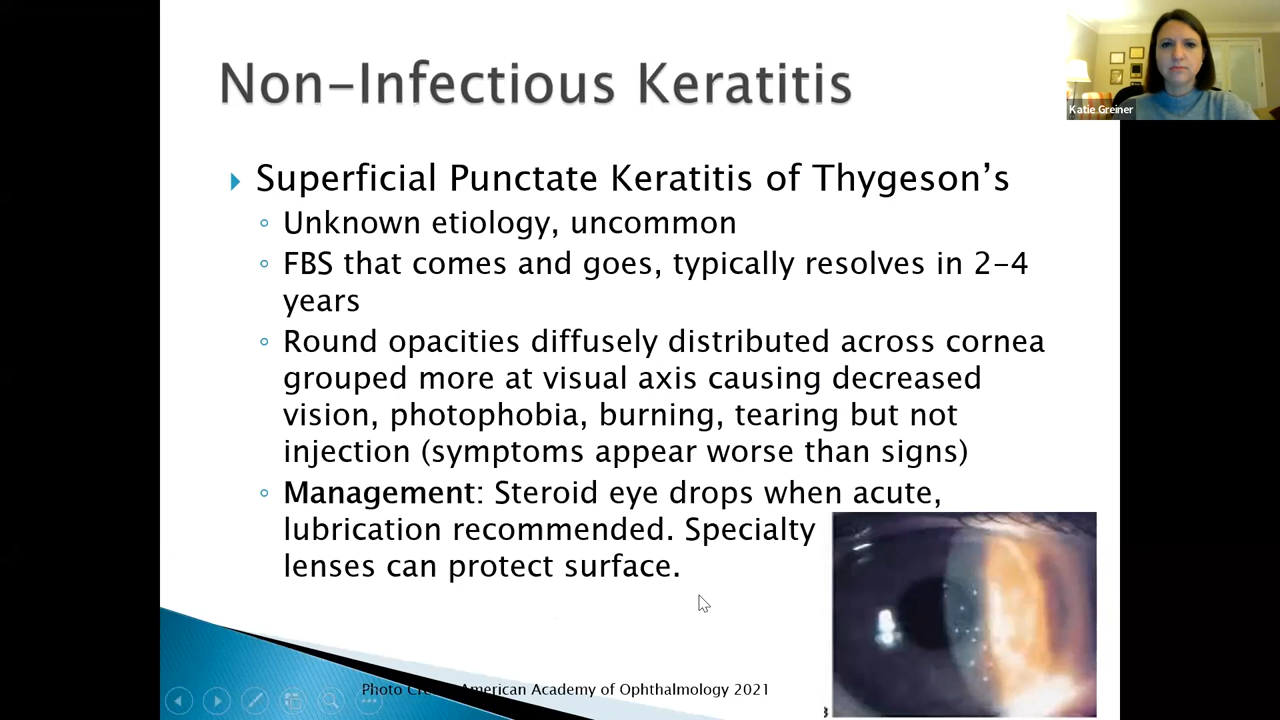 Non-Infectious Keratitis
Katie Greiner
Superficial Punctate Keratitis of Thygeson's
Unknown etiology, uncommon
FBS that comes and goes, typically resolves in 2-4
years
Round opacities diffusely distributed across cornea
grouped more at visual axis causing decreased
vision, photophobia, burning, tearing but not
injection (symptoms appear worse than signs)
Management: Steroid eye drops when acute,
lubrication recommended. Specialty
lenses can protect surface.
Photo American Academy of Ophthalmology 2021